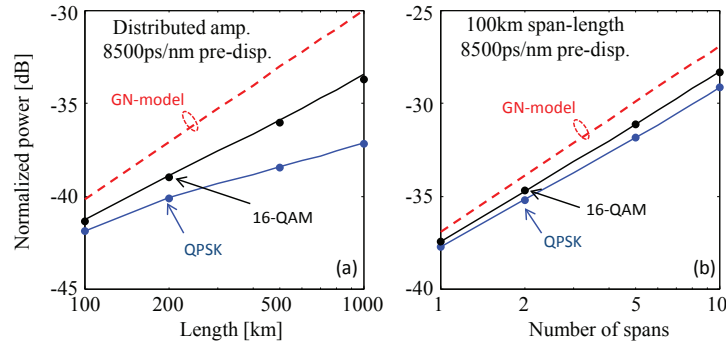 Distributed amp.
8500ps/nm pre-disp.
GN-model
16-QAM
QPSK
(a)
-30
-35
-40
-45
100
200
500
1000
Length [km]
Normalized power [dB]
100km span-length
8500ps/nm pre-disp.
GN-model
16-QAM
QPSK
(b)
-25
-30
-35
-40
1
2
5
10
Number of spans